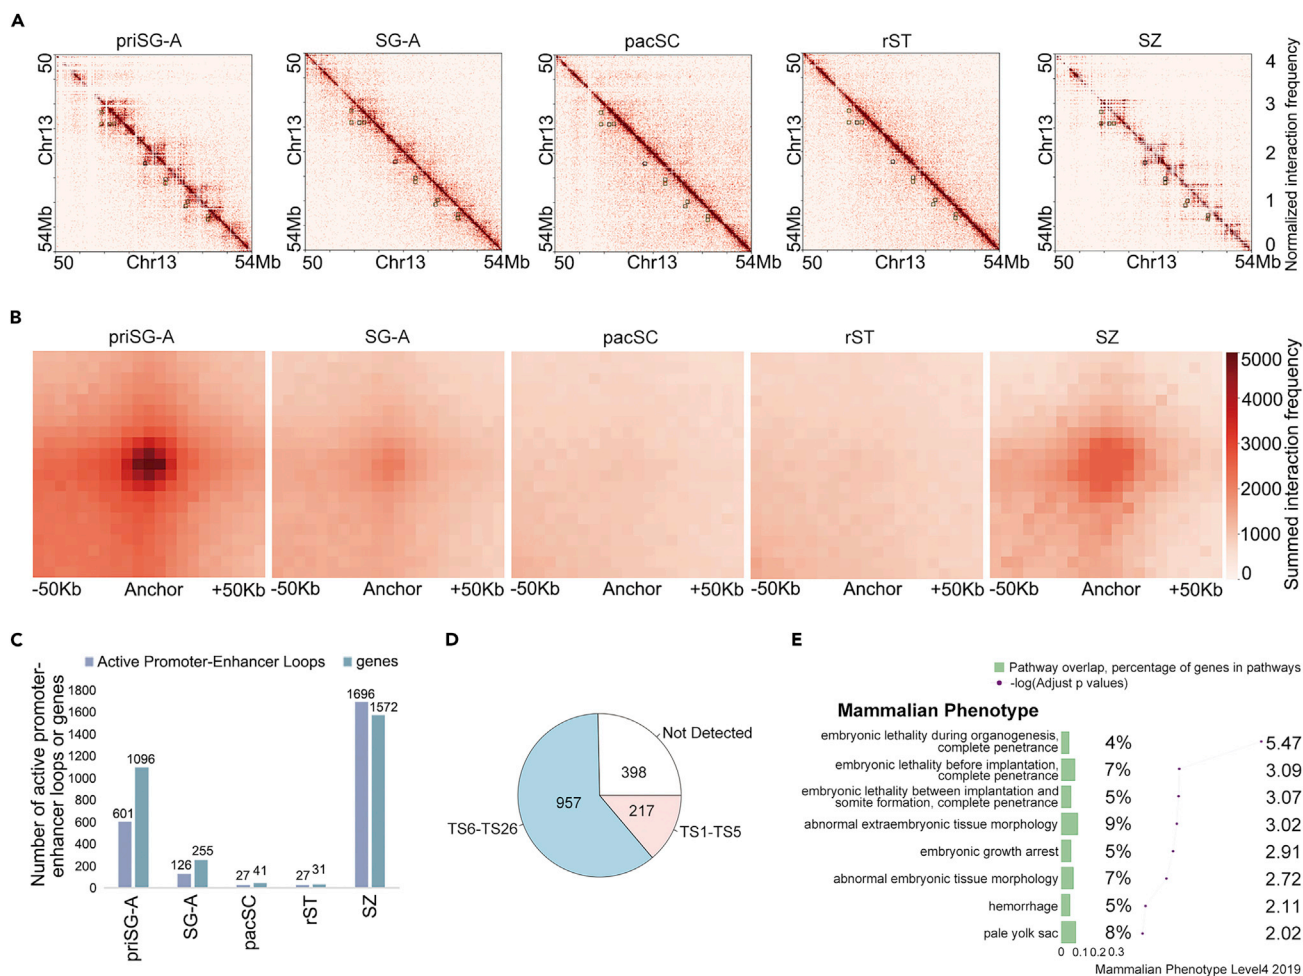 A
priSG-A
SG-A
pacSC
rST
SZ
50
Chr13
54Mb
50
Chr13
54Mb
50
Chr13
54Mb
50
Chr13
54Mb
50
Chr13
54Mb
50
Chr13
54Mb
50
Chr13
54Mb
50
Chr13
54Mb
50
Chr13
54Mb
50
Chr13
54Mb
4
3
2
1
0
Normalized interaction frequency
B
priSG-A
SG-A
pacSC
rST
SZ
-50Kb Anchor +50Kb
-50Kb Anchor +50Kb
-50Kb Anchor +50Kb
-50Kb Anchor +50Kb
-50Kb Anchor +50Kb
5000
4000
3000
2000
1000
0
Summed interaction frequency
C
Active Promoter-Enhancer Loops
genes
Number of active promoter-
enhancer loops or genes
1800
1600
1400
1200
1000
800
600
400
200
0
601
1096
126
255
27
41
27
31
1696
1572
priSG-A
SG-A
pacSC
rST
SZ
D
Not Detected
398
957
217
TS6-TS26
TS1-TS5
E
Pathway overlap, percentage of genes in pathways
-log(Adjust p values)
Mammalian Phenotype
embryonic lethality during organogenesis,
complete penetrance
4%
5.47
embryonic lethality before implantation,
complete penetrance
7%
3.09
embryonic lethality between implantation and
somite formation, complete penetrance
5%
3.07
abnormal extraembryonic tissue morphology
9%
3.02
embryonic growth arrest
5%
2.91
abnormal embryonic tissue morphology
7%
2.72
hemorrhage
5%
2.11
pale yolk sac
8%
2.02
0 0.1 0.2 0.3
Mammalian Phenotype Level4 2019